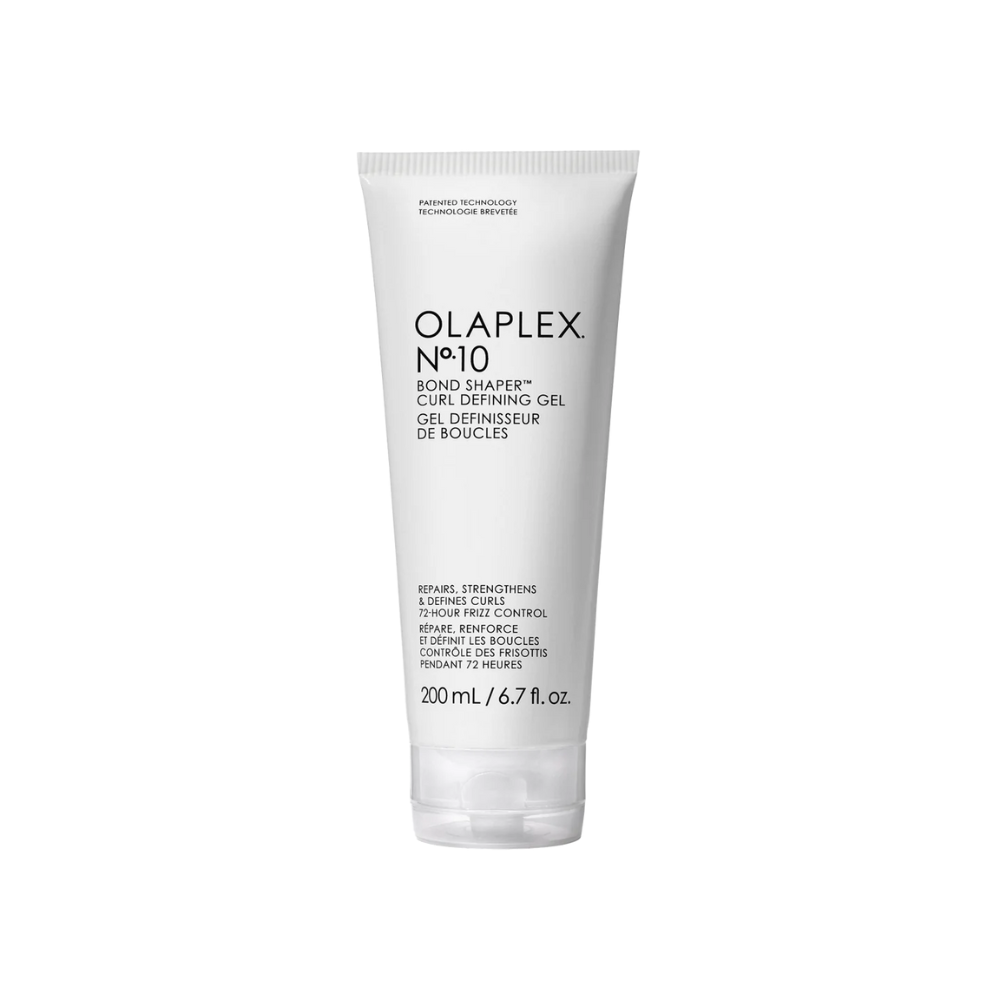 PATENTED TECHNOLOGY
TECHNOLOGIE BREVETÉE
OLAPLEX.
Nº.10
BOND SHAPER™
CURL DEFINING GEL
GEL DEFINISSEUR
DE BOUCLES
REPAIRS, STRENGTHENS
& DEFINES CURLS
72-HOUR FRIZZ CONTROL
RÉPARE, RENFORCE
ET DÉFINIT LES BOUCLES
CONTRÔLE DES FRISOTTIS
PENDANT 72 HEURES
200 mL / 6.7 fl. oz.